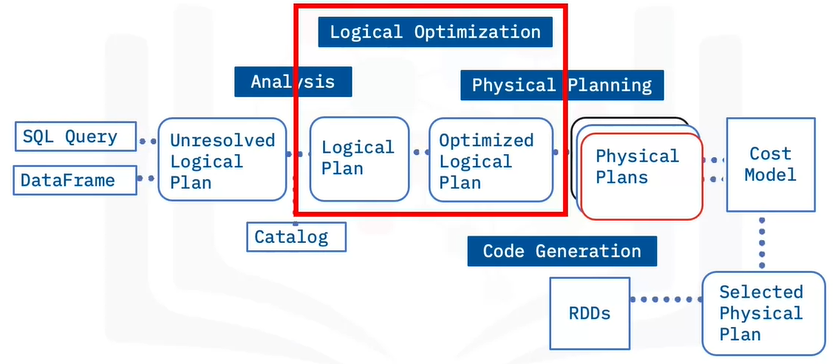 Logical Optimization
Analysis
Physical Planning
SQL Query
DataFrame
Unresolved
Logical
Plan
Logical
Plan
Optimized
Logical
Plan
Physical
Plans
Cost
Model
Catalog
Code Generation
RDDs
Selected
Physical
Plan